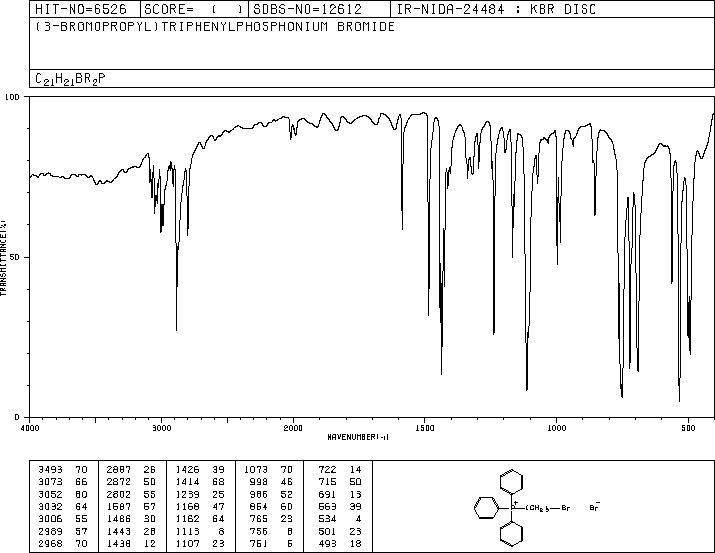 HIT-NO=6526 SCORE= ( ) SDBS-NO=12612 IR-NIDA-24484 : KBR DISC
(3-BROMOPROPYL)TRIPHENYLPHOSPHONIUM BROMIDE
C21H21BR2P
100
50
0
TRANSMITTANCE(%)
4000 3000 2000 1500 1000 500
WAVENUMBER(-1)
3493 70 2887 26 1426 39 1073 70 722 14
3073 66 2872 50 1414 68 998 46 715 50
3052 60 2802 55 1239 25 986 52 691 13
3032 64 1587 57 1168 47 854 60 563 39
3006 55 1486 30 1162 64 765 23 534 4
2989 57 1443 28 1113 8 756 8 501 23
2968 70 1438 12 1107 23 751 6 493 18
P+ (CH2)3 Br Br-